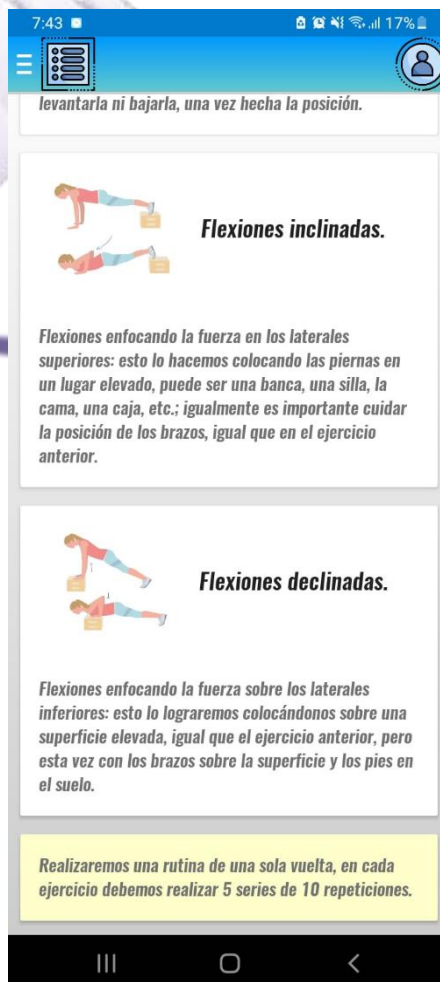 7:43
17%
levantarla ni bajarla, una vez hecha la posición.
Flexiones inclinadas.
Flexiones enfocando la fuerza en los laterales
superiores: esto lo hacemos colocando las piernas en
un lugar elevado, puede ser una banca, una silla, la
cama, una caja, etc.; igualmente es importante cuidar
la posición de los brazos, igual que en el ejercicio
anterior.
Flexiones declinadas.
Flexiones enfocando la fuerza sobre los laterales
inferiores: esto lo lograremos colocándonos sobre una
superficie elevada, igual que el ejercicio anterior, pero
esta vez con los brazos sobre la superficie y los pies en
el suelo.
Realizaremos una rutina de una sola vuelta, en cada
ejercicio debemos realizar 5 series de 10 repeticiones.